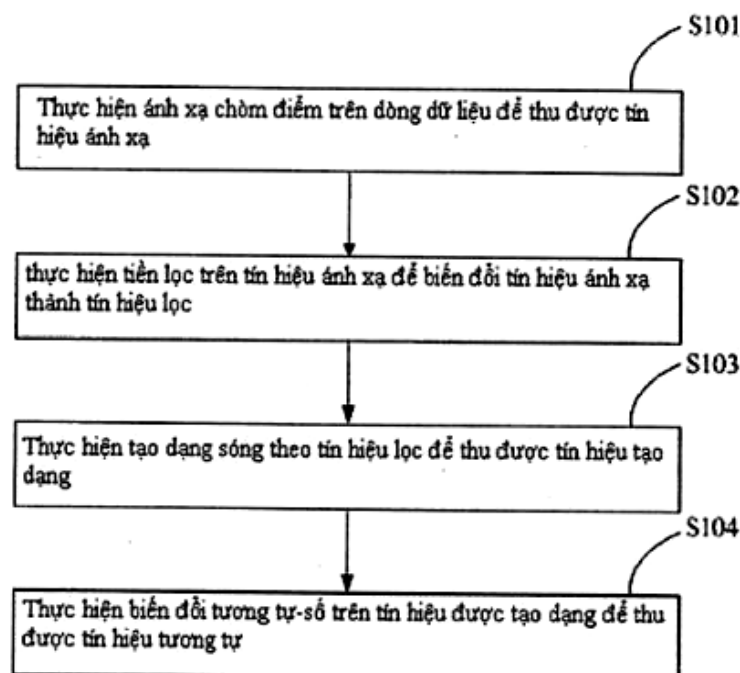 S101
Thực hiện ánh xạ chòm điểm trên dòng dữ liệu để thu được tín
hiệu ánh xạ
S102
thực hiện tiền lọc trên tín hiệu ánh xạ để biến đổi tín hiệu ánh xạ
thành tín hiệu lọc
S103
Thực hiện tạo dạng sóng theo tín hiệu lọc để thu được tín hiệu tạo
dạng
S104
Thực hiện biến đổi tương tự-số trên tín hiệu được tạo dạng để thu
được tín hiệu tương tự